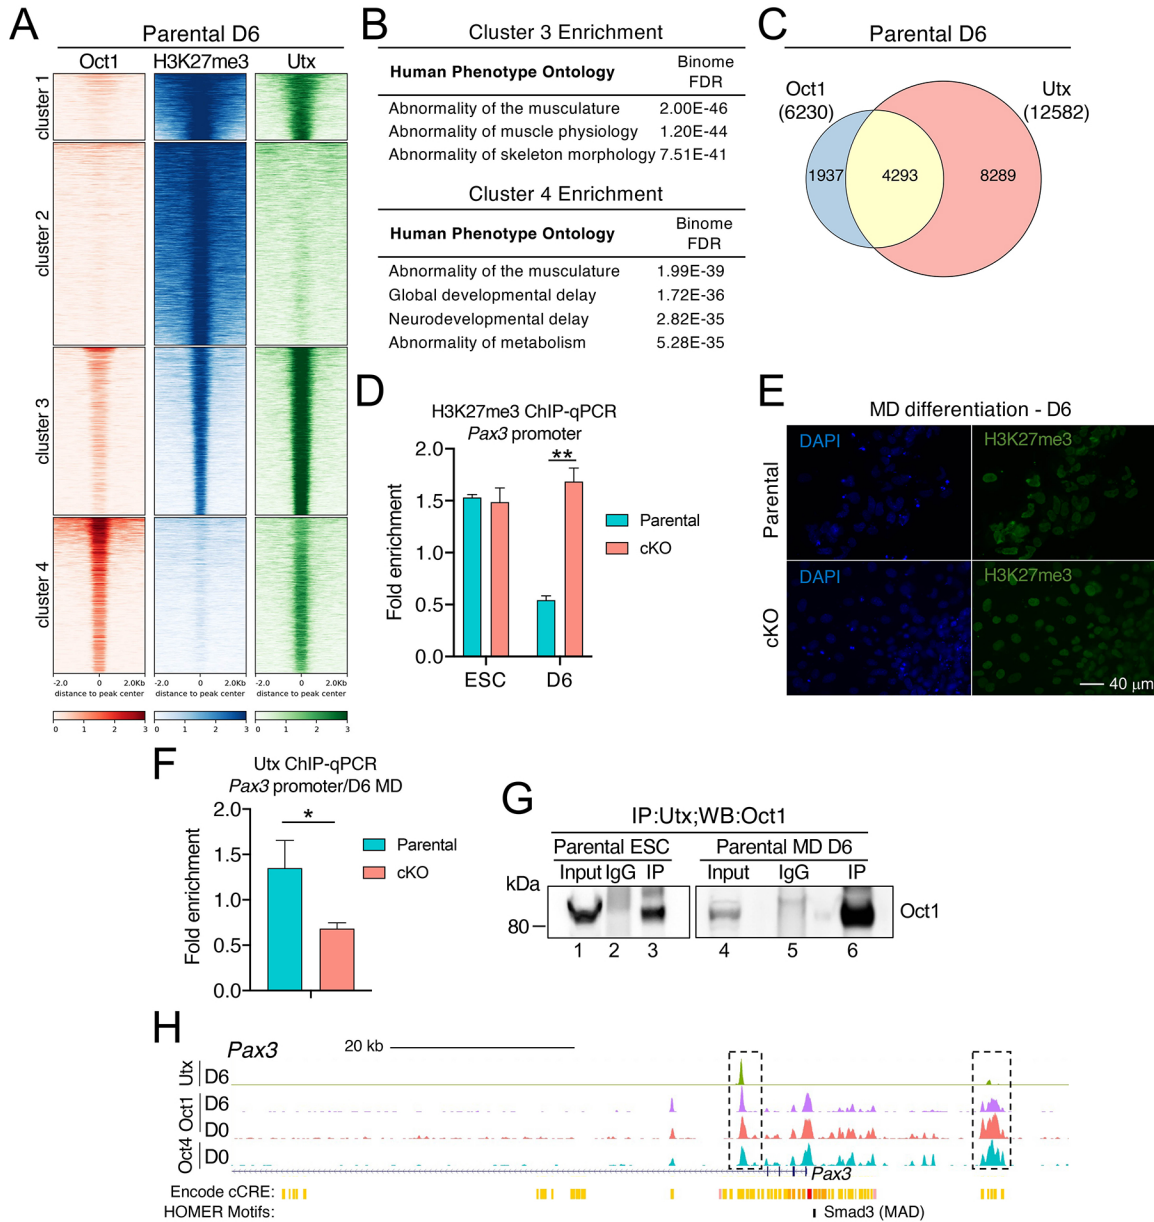 A
Parental D6
Oct1 H3K27me3 Utx
cluster 1
cluster 2
cluster 3
cluster 4
-2.0 0 2.0Kb
distance to peak center
-2.0 0 2.0Kb
distance to peak center
-2.0 0 2.0Kb
distance to peak center
0 1 2 3
0 1 2 3
0 1 2 3
B
Cluster 3 Enrichment
Human Phenotype Ontology Binome FDR
Abnormality of the musculature 2.00E-46
Abnormality of muscle physiology 1.20E-44
Abnormality of skeleton morphology 7.51E-41
Cluster 4 Enrichment
Human Phenotype Ontology Binome FDR
Abnormality of the musculature 1.99E-39
Global developmental delay 1.72E-36
Neurodevelopmental delay 2.82E-35
Abnormality of metabolism 5.28E-35
C
Parental D6
Oct1
(6230)
Utx
(12582)
1937 4293 8289
D
H3K27me3 ChIP-qPCR
Pax3 promoter
Fold enrichment
2.0
1.5
1.0
0.5
0.0
**
ESC D6
Parental
cKO
E
MD differentiation - D6
Parental
DAPI H3K27me3
cKO
DAPI H3K27me3
40 µm
F
Utx ChIP-qPCR
Pax3 promoter/D6 MD
Fold enrichment
2.0
1.5
1.0
0.5
0.0
*
Parental
cKO
G
IP:Utx;WB:Oct1
Parental ESC Parental MD D6
Input IgG IP Input IgG IP
kDa
80
Oct1
1 2 3 4 5 6
H
Pax3 20 kb
Utx D6
Oct1 D6
D0
Oct4 D0
Pax3
Encode cCRE:
HOMER Motifs: Smad3 (MAD)